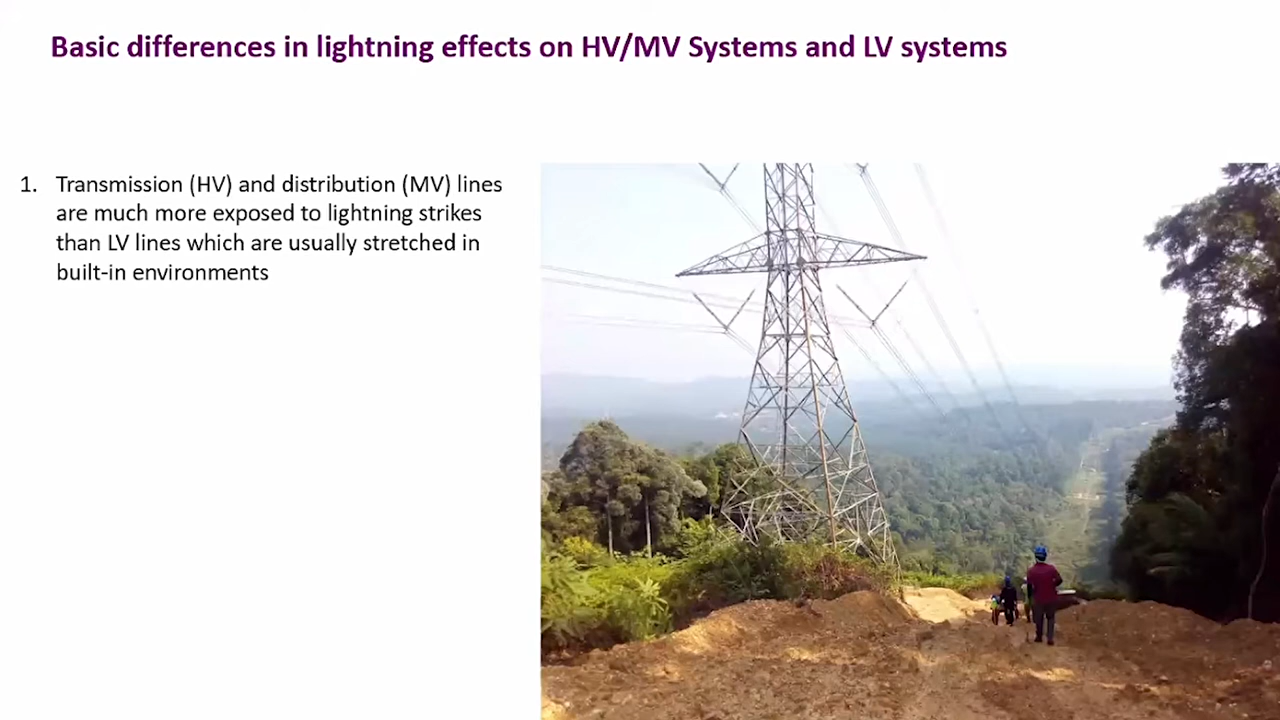 Basic differences in lightning effects on HV/MV Systems and LV systems
1. Transmission (HV) and distribution (MV) lines
are much more exposed to lightning strikes
than LV lines which are usually stretched in
built-in environments